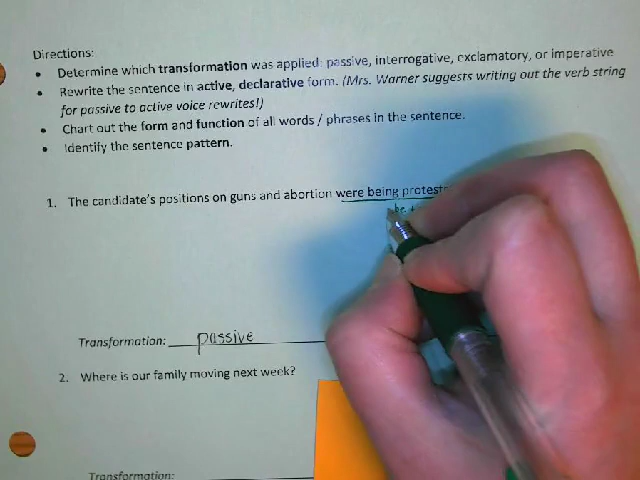 Directions:
• Determine which transformation was applied: passive, interrogative, exclamatory, or imperative
• Rewrite the sentence in active, declarative form. (Mrs. Warner suggests writing out the verb string
for passive to active voice rewrites!)
• Chart out the form and function of all words / phrases in the sentence.
• Identify the sentence pattern.
1. The candidate's positions on guns and abortion were being protest
be +
Transformation: passive
2. Where is our family moving next week?
Transformation: